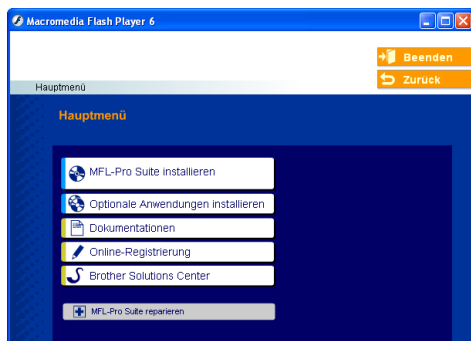 Macromedia Flash Player 6
Beenden
Zurück
Hauptmenü
Hauptmenü
MFL-Pro Suite installieren
Optionale Anwendungen installieren
Dokumentationen
Online-Registrierung
Brother Solutions Center
MFL-Pro Suite reparieren